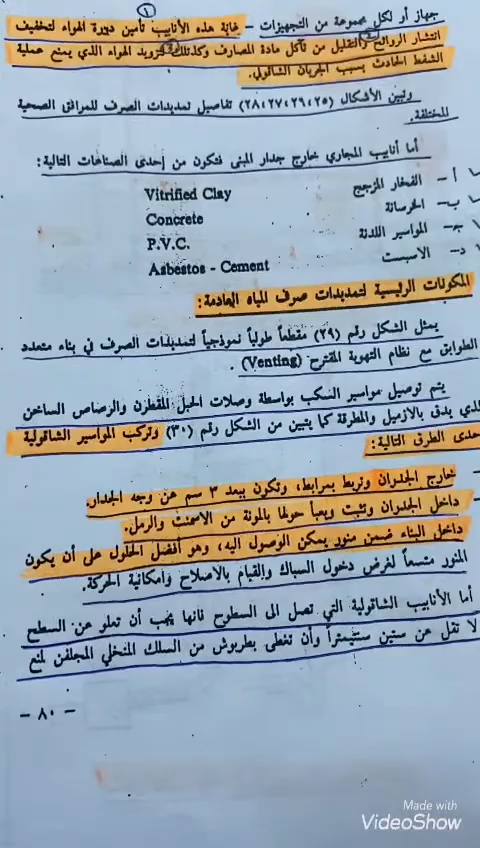 جهاز أو لكل مجموعة من التجهيزات - غاية هذه الأنابيب تأمين دورة الهواء لتخفيف
انتشار الروائح والتقليل من تآكل مادة المصارف وكذلك لتزويد الهواء الذي يمنع عملية
الشفط الحادث بسبب الجريان الشاقولي.
وتبين الأشكال (٢٥،٢٦،٢٧،٢٨) تفاصيل تمديدات الصرف للمرافق الصحية
المختلفة.
أما أنابيب المجاري خارج جدار المبنى فتكون من إحدى الصناعات التالية:
أ - الفخار المزجج Vitrified Clay
ب - الخرسانة Concrete
ج - المواسير اللدنة P.V.C.
د - الاسبست Asbestos - Cement
المكونات الرئيسية لتمديدات صرف المياه العادمة:
يمثل الشكل رقم (٢٩) مقطعاً طولياً نموذجياً لتمديدات الصرف في بناء متعدد
الطوابق مع نظام التهوية المقترح (Venting).
يتم توصيل مواسير السكب بواسطة وصلات الحبل المقطرن والرصاص الساخن
الذي يدق بالازميل والمطرقة كما يتبين من الشكل رقم (٣٠) وتركب المواسير الشاقولية
إحدى الطرق التالية:
- خارج الجدران وتربط بمرابط، وتكون ببعد ٣ سم عن وجه الجدار.
- داخل الجدران وتثبت ويعبأ حولها بالمونة من الاسمنت والرمل.
داخل البناء ضمن منور يمكن الوصول اليه، وهو أفضل الحلول على أن يكون
المنور متسعاً لغرض دخول السباك والقيام بالاصلاح وامكانية الحركة.
أما الأنابيب الشاقولية التي تصل الى السطوح فانها يجب أن تعلو عن السطح
لا تقل عن ستين سنتيمتراً وأن تغطى بطربوش من السلك المنخلي المجلفن لمنع
- ٨٠ -
Made with
VideoShow